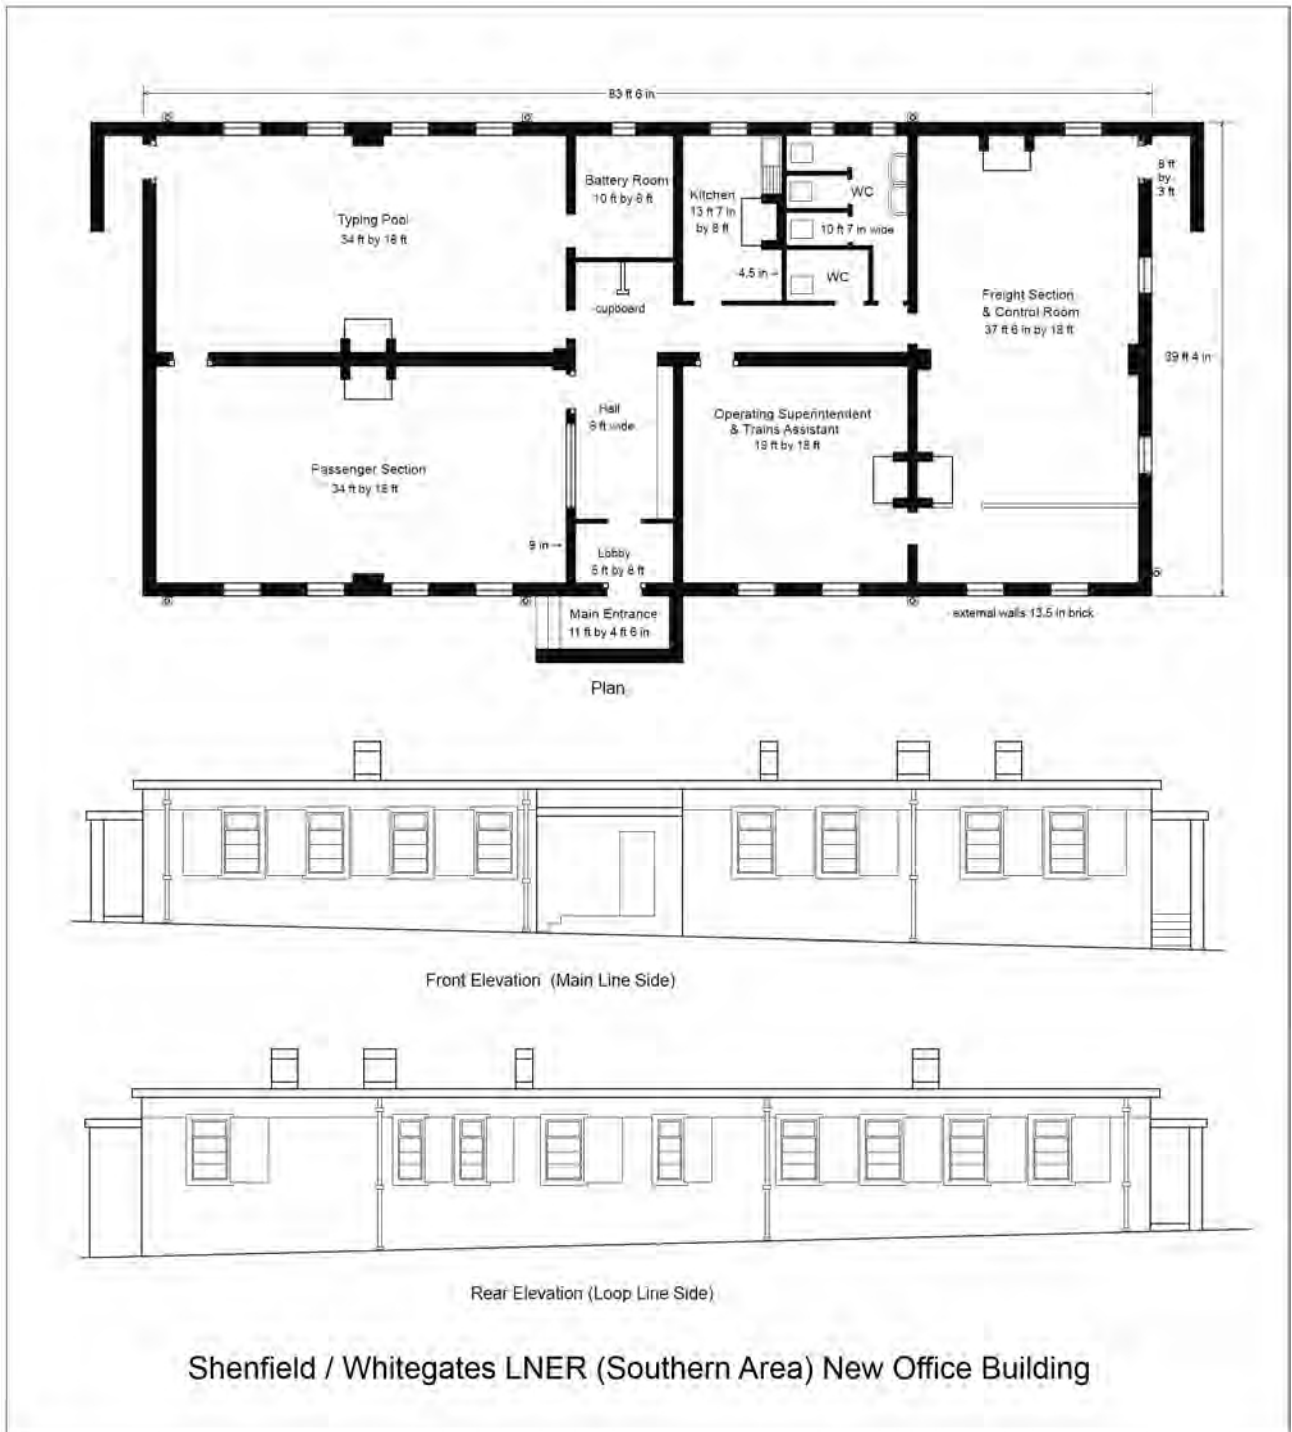 83 ft 6 in
Battery Room
10 ft by 8 ft
Typing Pool
34 ft by 18 ft
Kitchen
13 ft 7 in
by 8 ft
WC
10 ft 7 in wide
8 ft
by
3 ft
4.5 in
WC
cupboard
Freight Section
& Control Room
37 ft 6 in by 18 ft
39 ft 4 in
Hall
8 ft wide
Operating Superintendent
& Trains Assistant
19 ft by 18 ft
Passenger Section
34 ft by 18 ft
9 in
Lobby
5 ft by 8 ft
Main Entrance
11 ft by 4 ft 6 in
external walls 13.5 in brick
Plan
Front Elevation (Main Line Side)
Rear Elevation (Loop Line Side)
Shenfield / Whitegates LNER (Southern Area) New Office Building